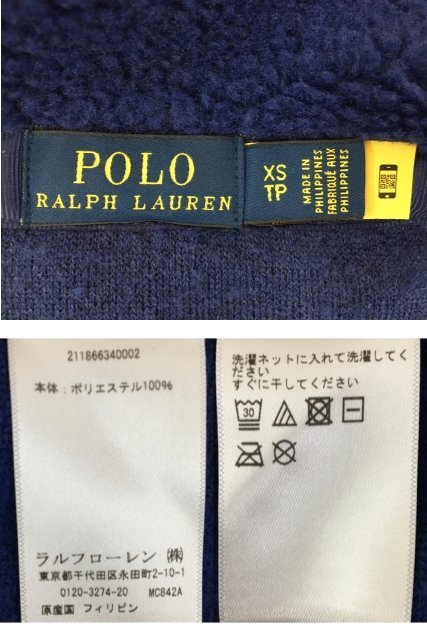 POLO
RALPH LAUREN
XS
TP
MADE IN
PHILIPPINES
FABRIQUÉ AUX
PHILIPPINES
211866340002
本体：ポリエステル100%
ラルフローレン (株)
東京都千代田区永田町2-10-1
0120-3274-20 MC842A
原産国 フィリピン
洗濯ネットに入れて洗濯してく
ださい
すぐに干してください
30